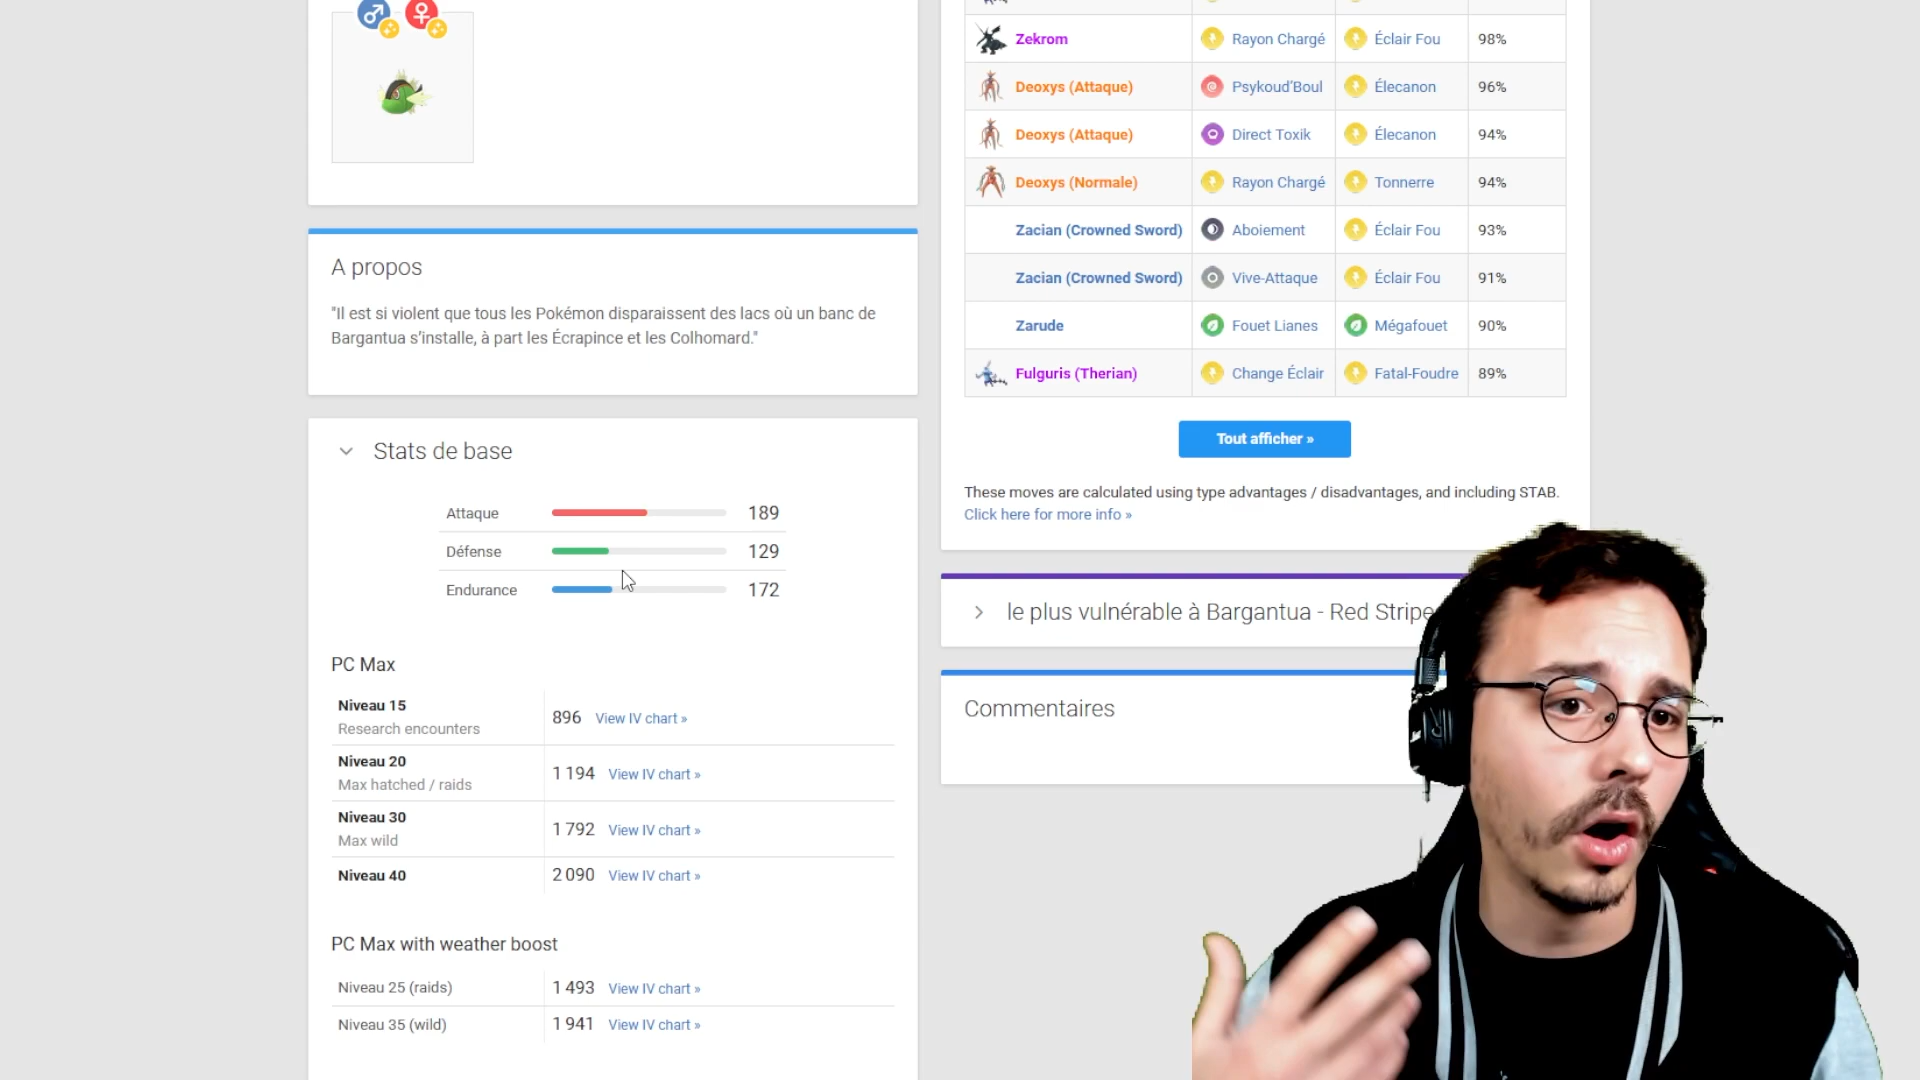 A propos
"Il est si violent que tous les Pokémon disparaissent des lacs où un banc de
Bargantua s’installe, à part les Écrapince et les Colhomard."
Stats de base
Attaque 189
Défense 129
Endurance 172
PC Max
Niveau 15
Research encounters
896 View IV chart »
Niveau 20
Max hatched / raids
1 194 View IV chart »
Niveau 30
Max wild
1 792 View IV chart »
Niveau 40 2 090 View IV chart »
PC Max with weather boost
Niveau 25 (raids) 1 493 View IV chart »
Niveau 35 (wild) 1 941 View IV chart »
Zekrom Rayon Chargé Éclair Fou 98%
Deoxys (Attaque) Psykoud’Boul Élecanon 96%
Deoxys (Attaque) Direct Toxik Élecanon 94%
Deoxys (Normale) Rayon Chargé Tonnerre 94%
Zacian (Crowned Sword) Aboiement Éclair Fou 93%
Zacian (Crowned Sword) Vive-Attaque Éclair Fou 91%
Zarude Fouet Lianes Mégafouet 90%
Fulguris (Therian) Change Éclair Fatal-Foudre 89%
Tout afficher »
These moves are calculated using type advantages / disadvantages, and including STAB.
Click here for more info »
le plus vulnérable à Bargantua - Red Stripe
Commentaires